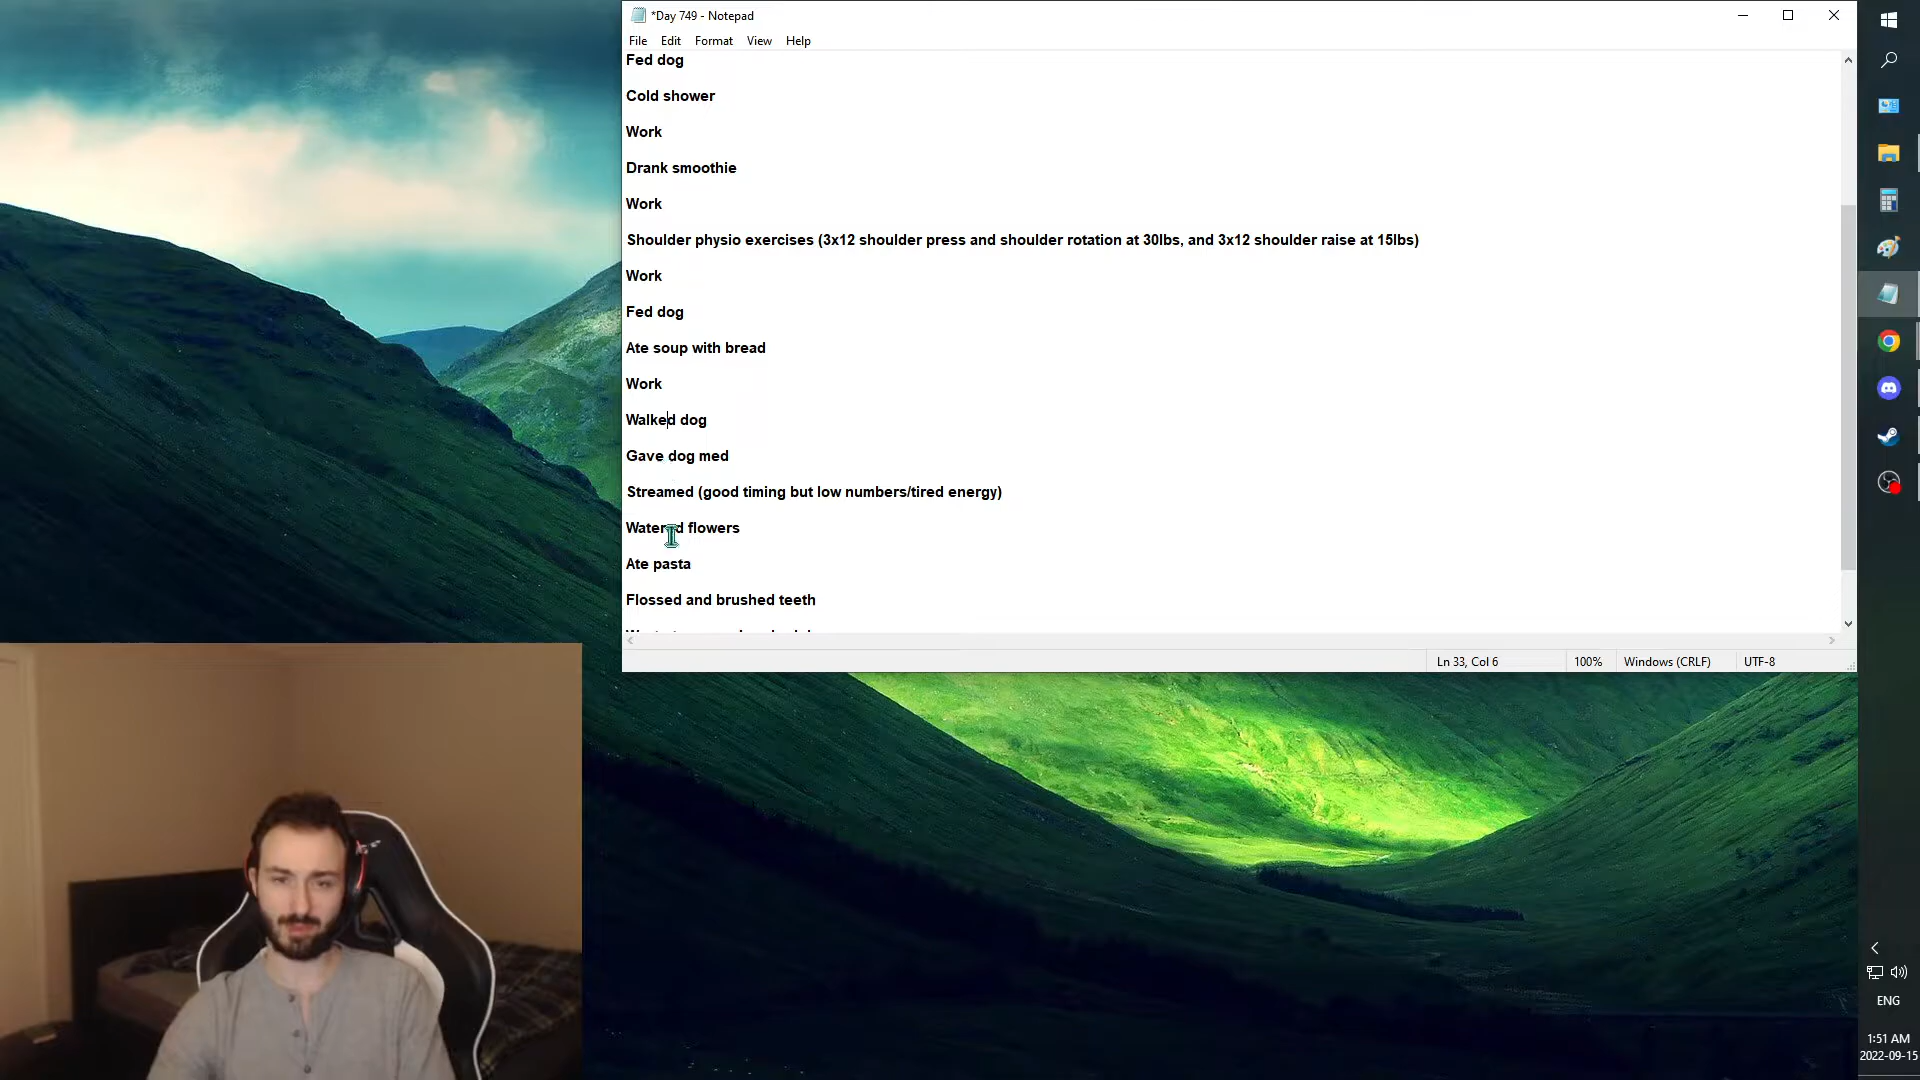 *Day 749 - Notepad
File Edit Format View Help
Fed dog
Cold shower
Work
Drank smoothie
Work
Shoulder physio exercises (3x12 shoulder press and shoulder rotation at 30lbs, and 3x12 shoulder raise at 15lbs)
Work
Fed dog
Ate soup with bread
Work
Walked dog
Gave dog med
Streamed (good timing but low numbers/tired energy)
Watered flowers
Ate pasta
Flossed and brushed teeth
Ln 33, Col 6 100% Windows (CRLF) UTF-8
ENG
1:51 AM
2022-09-15